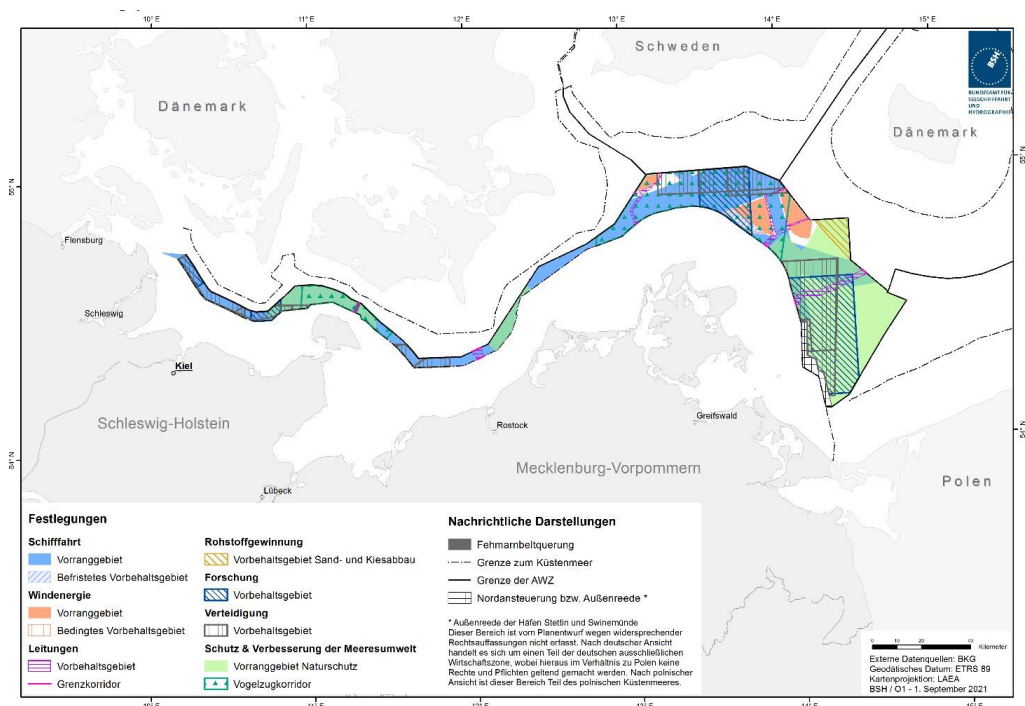 10° E 11° E 12° E 13° E 14° E 15° E
Schweden
BSH
BUNDESAMT FÜR
SEESCHIFFFAHRT
UND
HYDROGRAPHIE
Dänemark
Dänemark
55° N
55° N
Flensburg
Schleswig
Kiel
Schleswig-Holstein
Rostock
Greifswald
54° N
54° N
Mecklenburg-Vorpommern
Polen
Lübeck
Festlegungen
Schifffahrt
Vorranggebiet
Befristetes Vorbehaltsgebiet
Windenergie
Vorranggebiet
Bedingtes Vorbehaltsgebiet
Leitungen
Vorbehaltsgebiet
Grenzkorridor
Rohstoffgewinnung
Vorbehaltsgebiet Sand- und Kiesabbau
Forschung
Vorbehaltsgebiet
Verteidigung
Vorbehaltsgebiet
Schutz & Verbesserung der Meeresumwelt
Vorranggebiet Naturschutz
Vogelzugkorridor
Nachrichtliche Darstellungen
Fehmarnbeltquerung
Grenze zum Küstenmeer
Grenze der AWZ
Nordansteuerung bzw. Außenreede *
* Außenreede der Häfen Stettin und Swinemünde
Dieser Bereich ist vom Planentwurf wegen widersprechender
Rechtsauffassungen nicht erfasst. Nach deutscher Ansicht
handelt es sich um einen Teil der deutschen ausschließlichen
Wirtschaftszone, wobei hieraus im Verhältnis zu Polen keine
Rechte und Pflichten geltend gemacht werden. Nach polnischer
Ansicht ist dieser Bereich Teil des polnischen Küstenmeeres.
0 10 20 40
Kilometer
Externe Datenquellen: BKG
Geodätisches Datum: ETRS 89
Kartenprojektion: LAEA
BSH / O1 - 1. September 2021
10° E 11° E 12° E 13° E 14° E 15° E